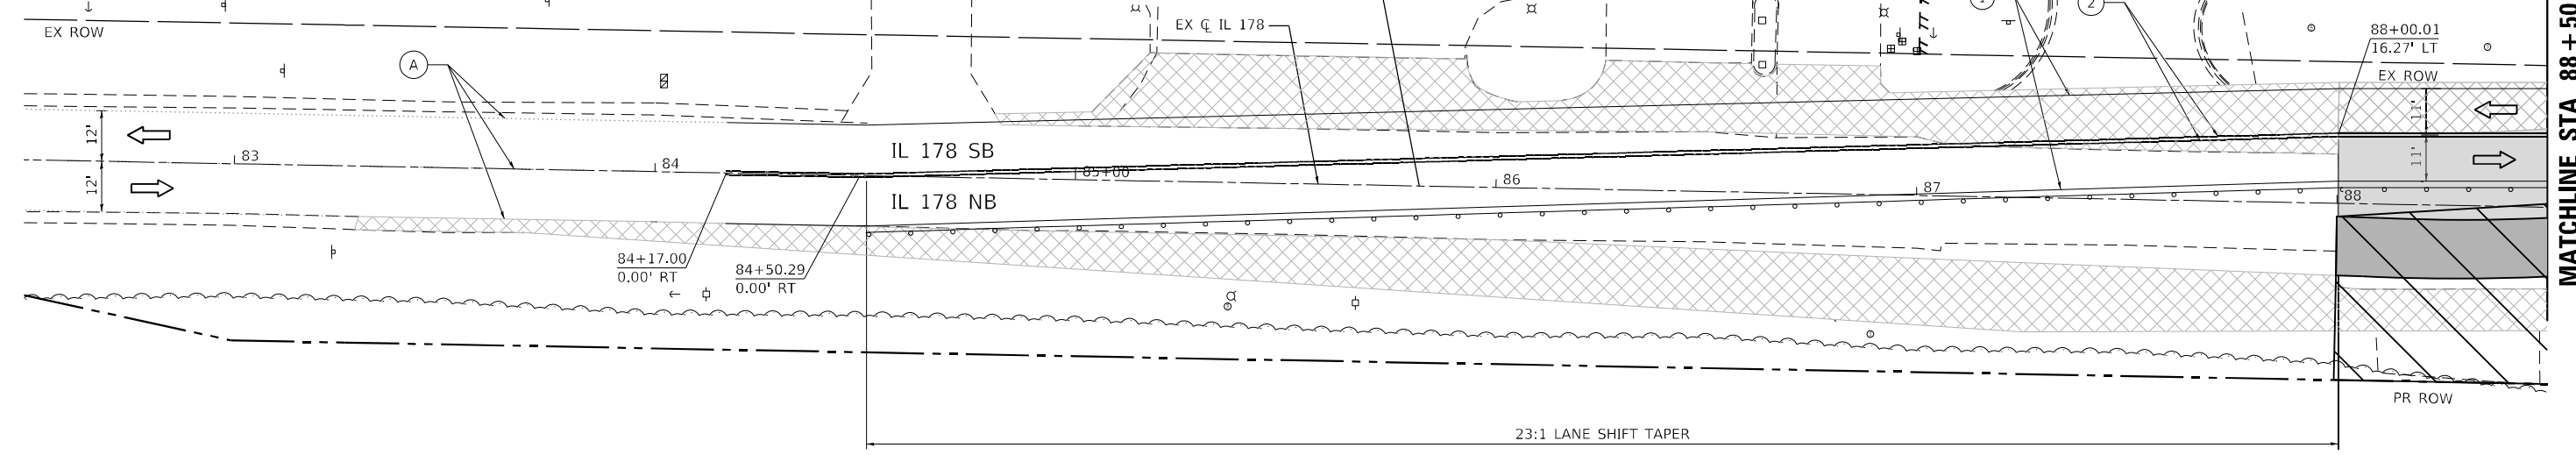 EX ROW
A
EX ℄ IL 178
2
88+00.01
16.27' LT
EX ROW
12'
12'
83
84
85+00
86
87
88
IL 178 SB
IL 178 NB
11'
11'
84+17.00
0.00' RT
84+50.29
0.00' RT
23:1 LANE SHIFT TAPER
PR ROW
MATCHLINE STA 88+50